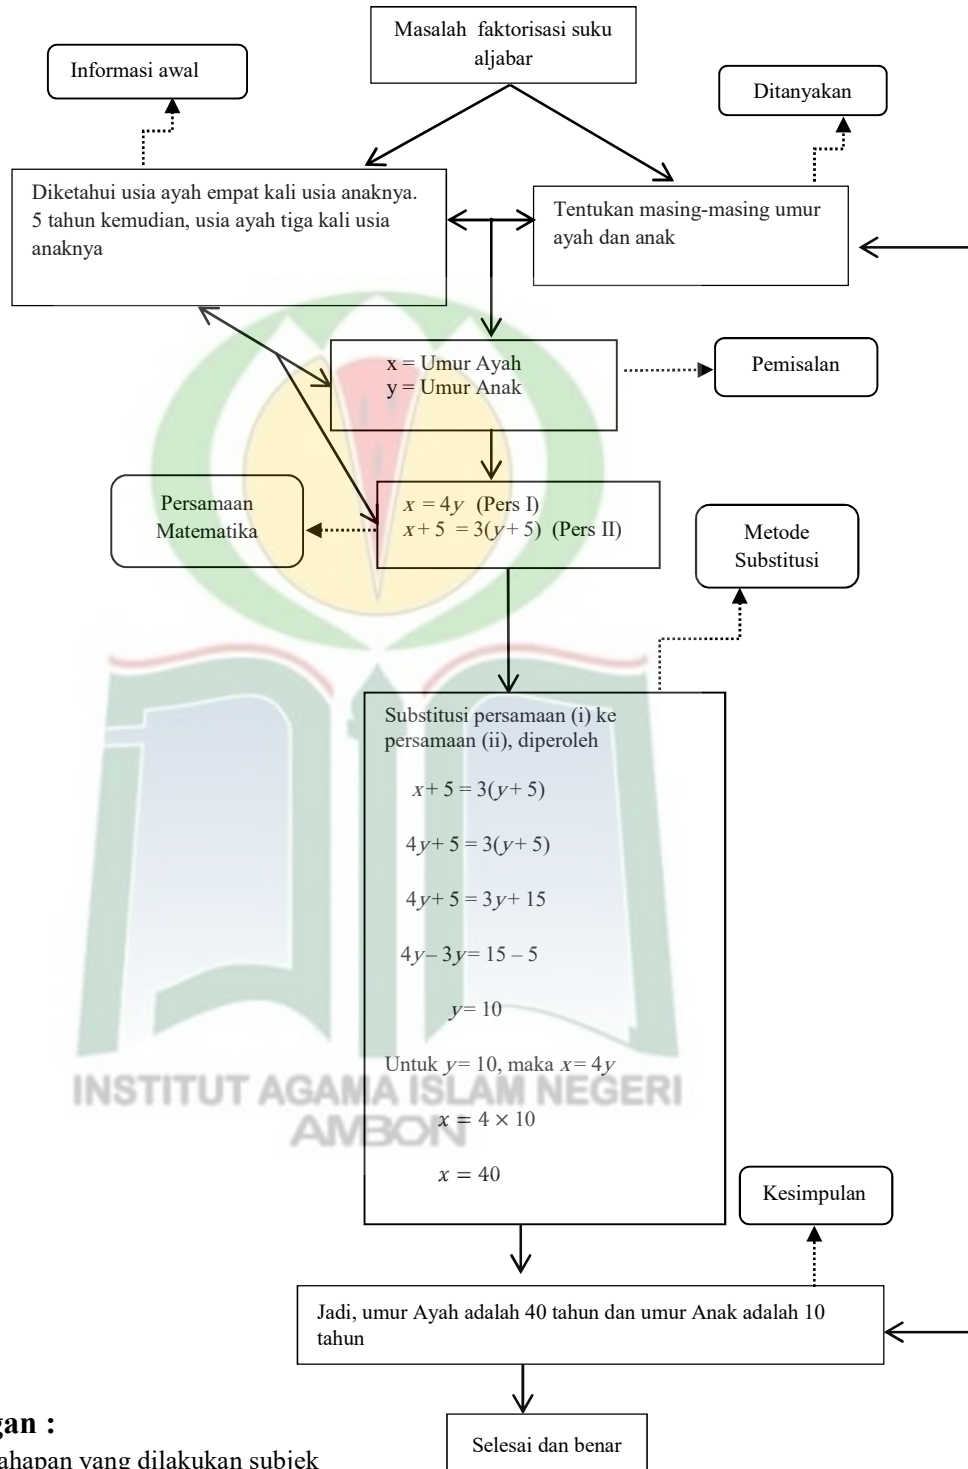 Masalah faktorisasi suku
aljabar
Informasi awal
Ditanyakan
Diketahui usia ayah empat kali usia anaknya.
5 tahun kemudian, usia ayah tiga kali usia
anaknya
Tentukan masing-masing umur
ayah dan anak
x = Umur Ayah
y = Umur Anak
Pemisalan
Persamaan
Matematika
x = 4y (Pers I)
x + 5 = 3(y + 5) (Pers II)
Metode
Substitusi
Substitusi persamaan (i) ke
persamaan (ii), diperoleh
x + 5 = 3(y + 5)
4y + 5 = 3(y + 5)
4y + 5 = 3y + 15
4y – 3y = 15 – 5
y = 10
Untuk y = 10, maka x = 4y
x = 4 × 10
x = 40
INSTITUT AGAMA ISLAM NEGERI
AMBON
Kesimpulan
Jadi, umur Ayah adalah 40 tahun dan umur Anak adalah 10
tahun
Selesai dan benar
gan :
ahapan yang dilakukan subjek